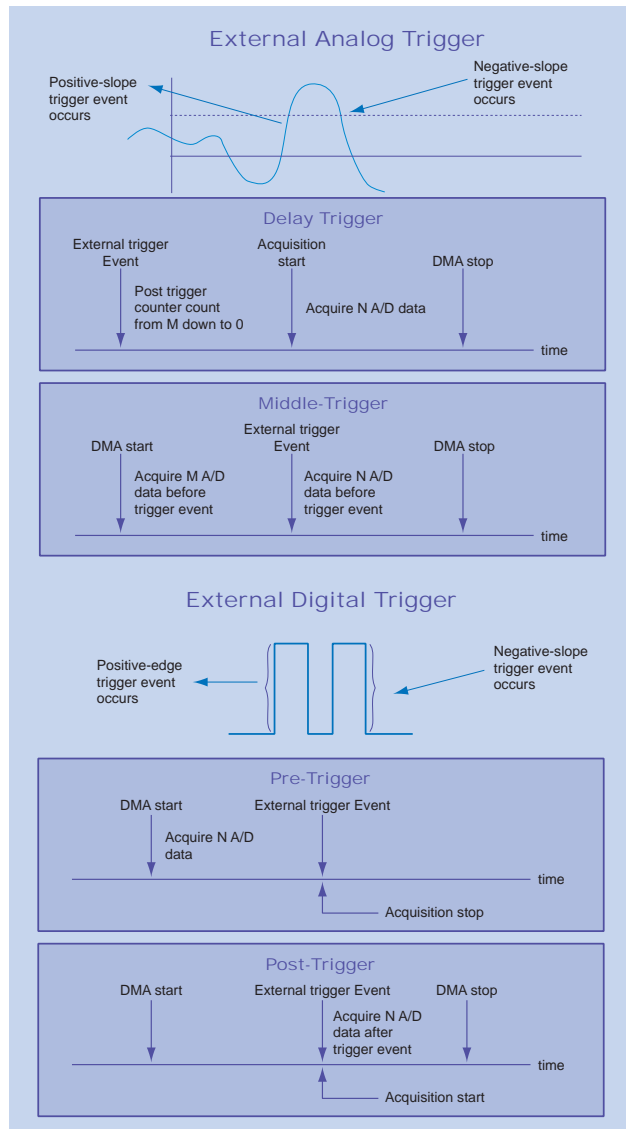 External Analog Trigger
Positive-slope
trigger event
occurs
Negative-slope
trigger event
occurs
Delay Trigger
External trigger
Event
Acquisition
start
DMA stop
Post trigger
counter count
from M down to 0
Acquire N A/D data
time
Middle-Trigger
DMA start
External trigger
Event
DMA stop
Acquire M A/D
data before
trigger event
Acquire N A/D
data before
trigger event
time
External Digital Trigger
Positive-edge
trigger event
occurs
Negative-slope
trigger event
occurs
Pre-Trigger
DMA start
External trigger Event
Acquire N A/D
data
time
Acquisition stop
Post-Trigger
DMA start
External trigger Event
DMA stop
Acquire N A/D
data after
trigger event
time
Acquisition start